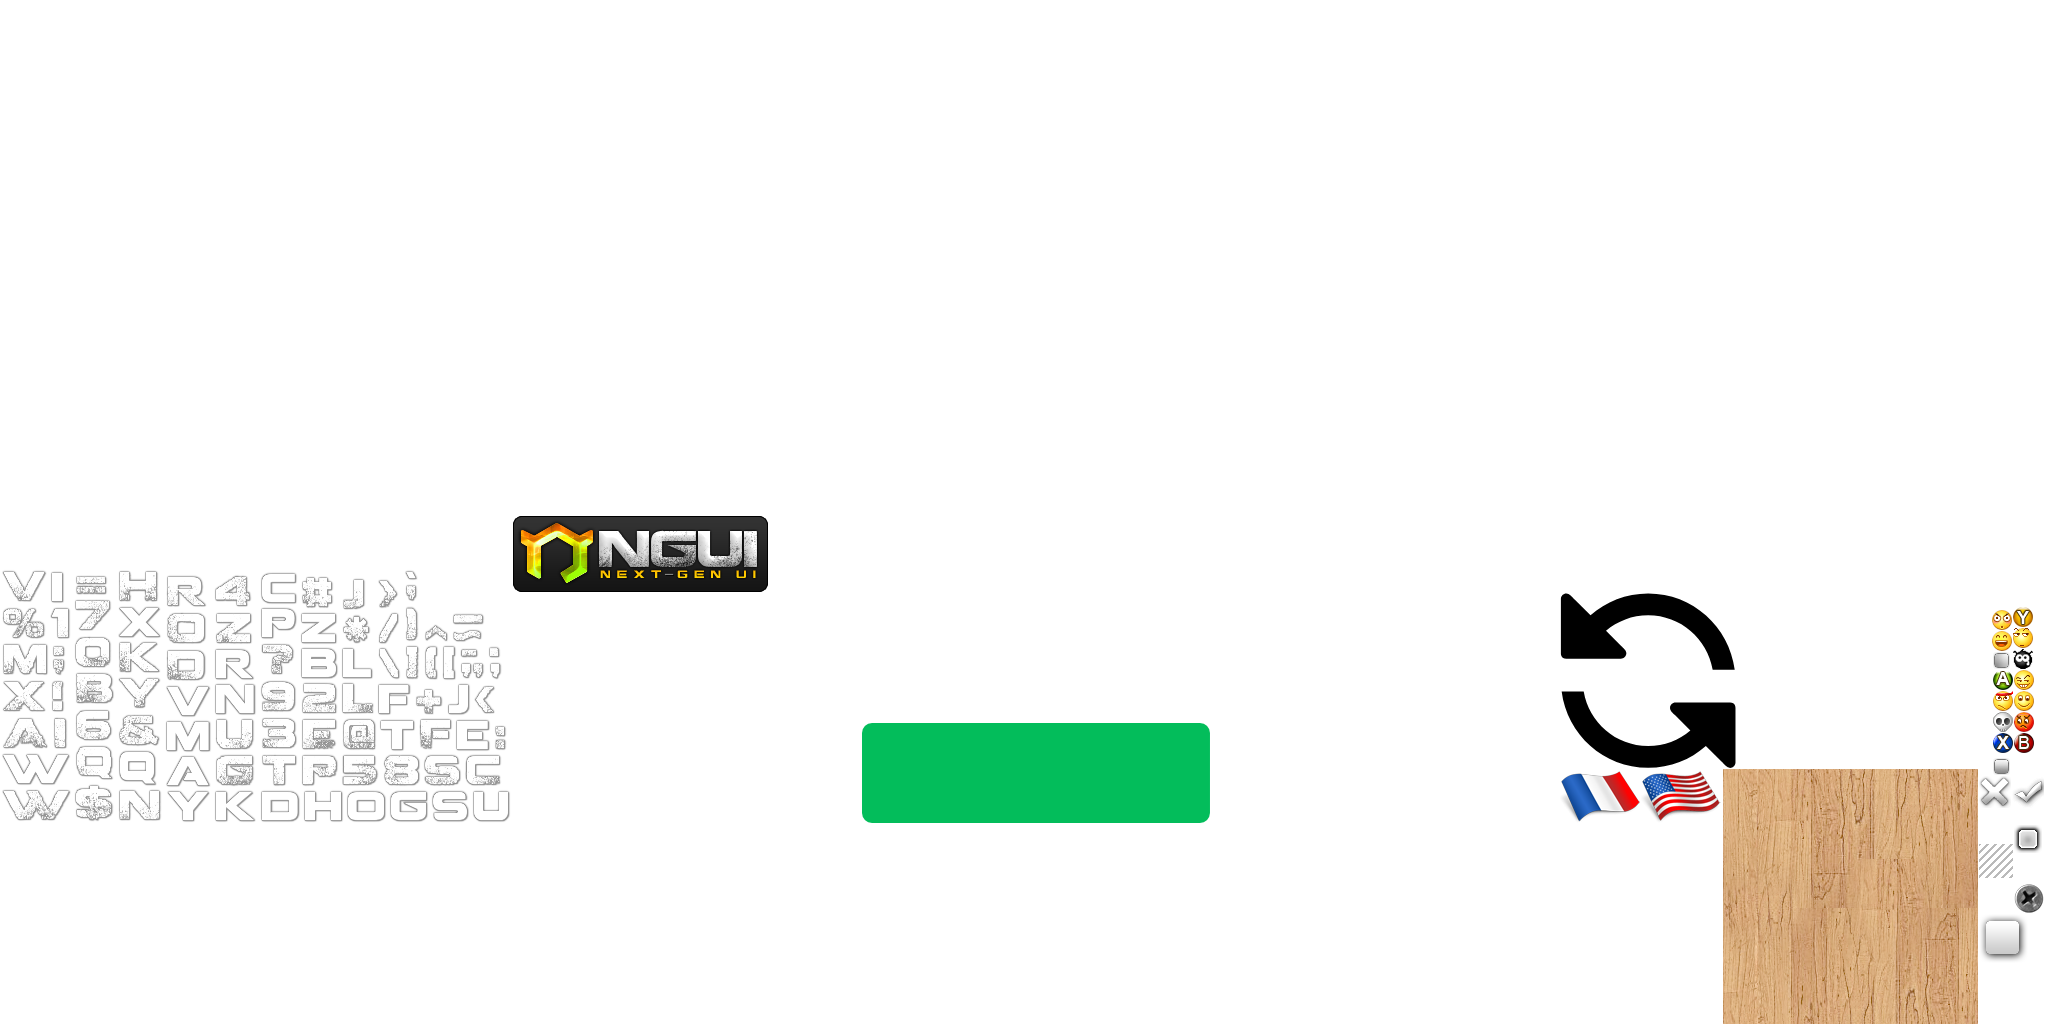 NGUI
NEXT-GEN UI
V I = H R 4 C # J > ¡
% 1 7 X O Z P Z * / ) ^ ~
M ¿ Q K D R ? B L \ ] { [ " ;
X ! B Y V N 9 2 L F + J <
A | 6 & M U 3 E @ T F E :
W Q Q A G T P 5 8 S C
W $ N Y K D H O G S U
Y
A
X B